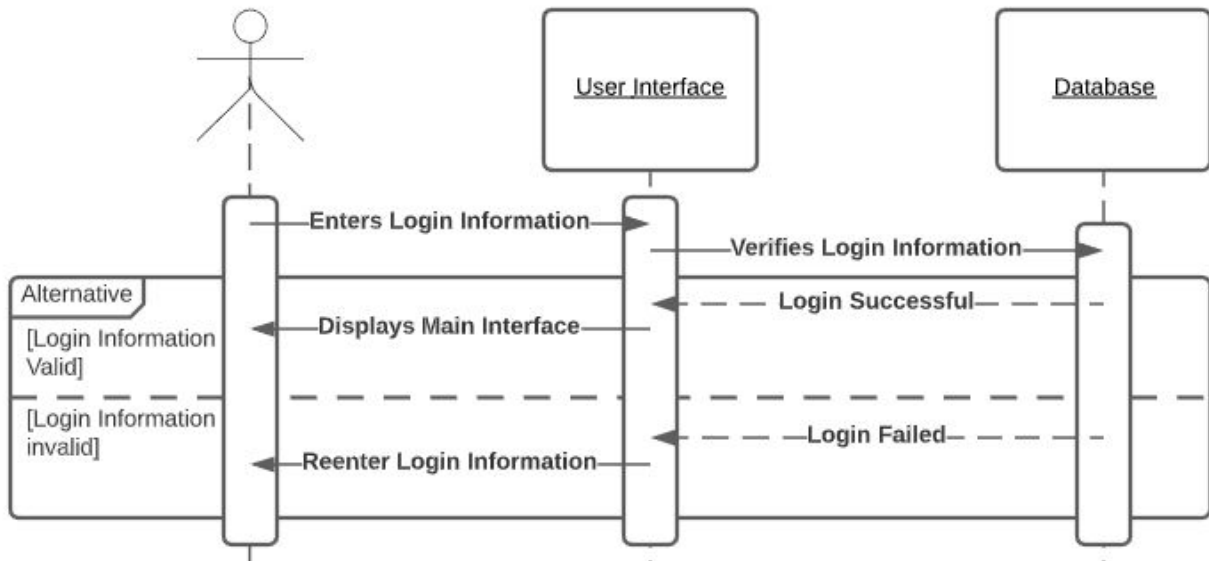 User Interface
Database
Enters Login Information
Verifies Login Information
Alternative
Login Successful
Displays Main Interface
[Login Information
Valid]
[Login Information
invalid]
Login Failed
Reenter Login Information